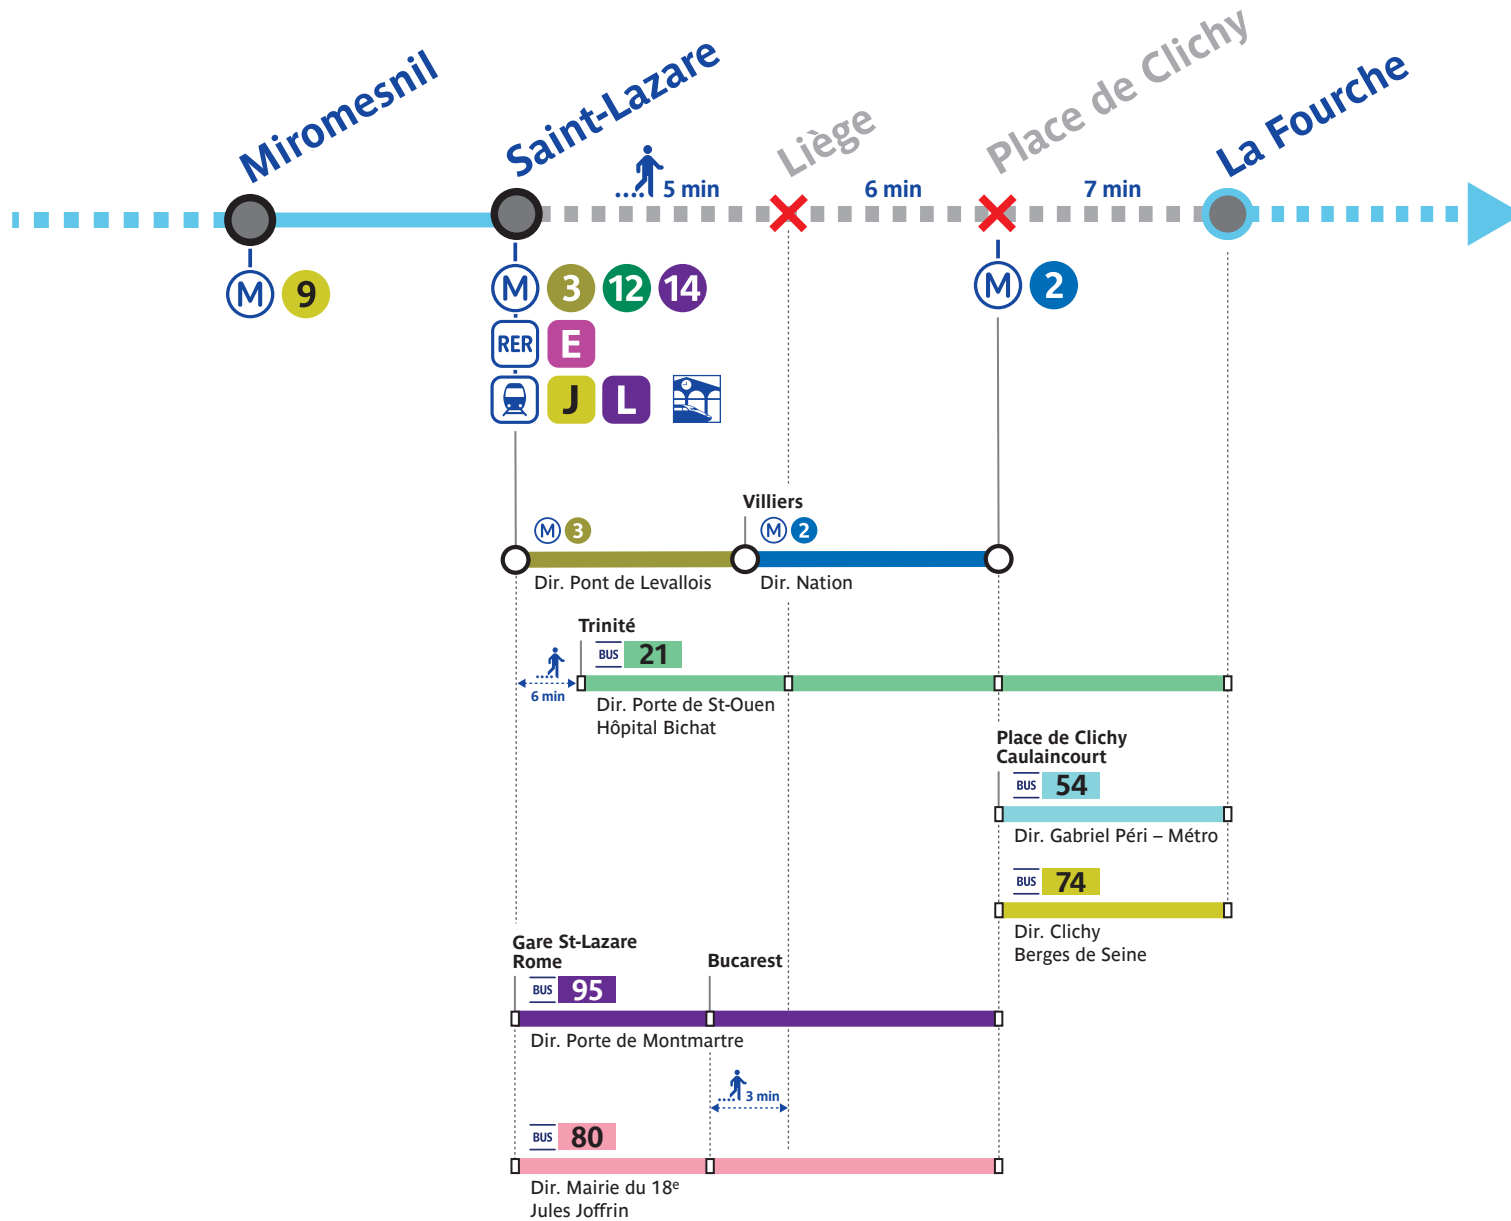 Miromesnil
Saint-Lazare
Liège
Place de Clichy
La Fourche
5 min
6 min
7 min
M 9
M 3 12 14
M 2
RER E
J L
Villiers
M 3
M 2
Dir. Pont de Levallois
Dir. Nation
Trinité
BUS 21
6 min
Dir. Porte de St-Ouen
Hôpital Bichat
Place de Clichy
Caulaincourt
BUS 54
Dir. Gabriel Péri – Métro
BUS 74
Dir. Clichy
Berges de Seine
Gare St-Lazare
Rome
Bucarest
BUS 95
Dir. Porte de Montmartre
3 min
BUS 80
Dir. Mairie du 18e
Jules Joffrin